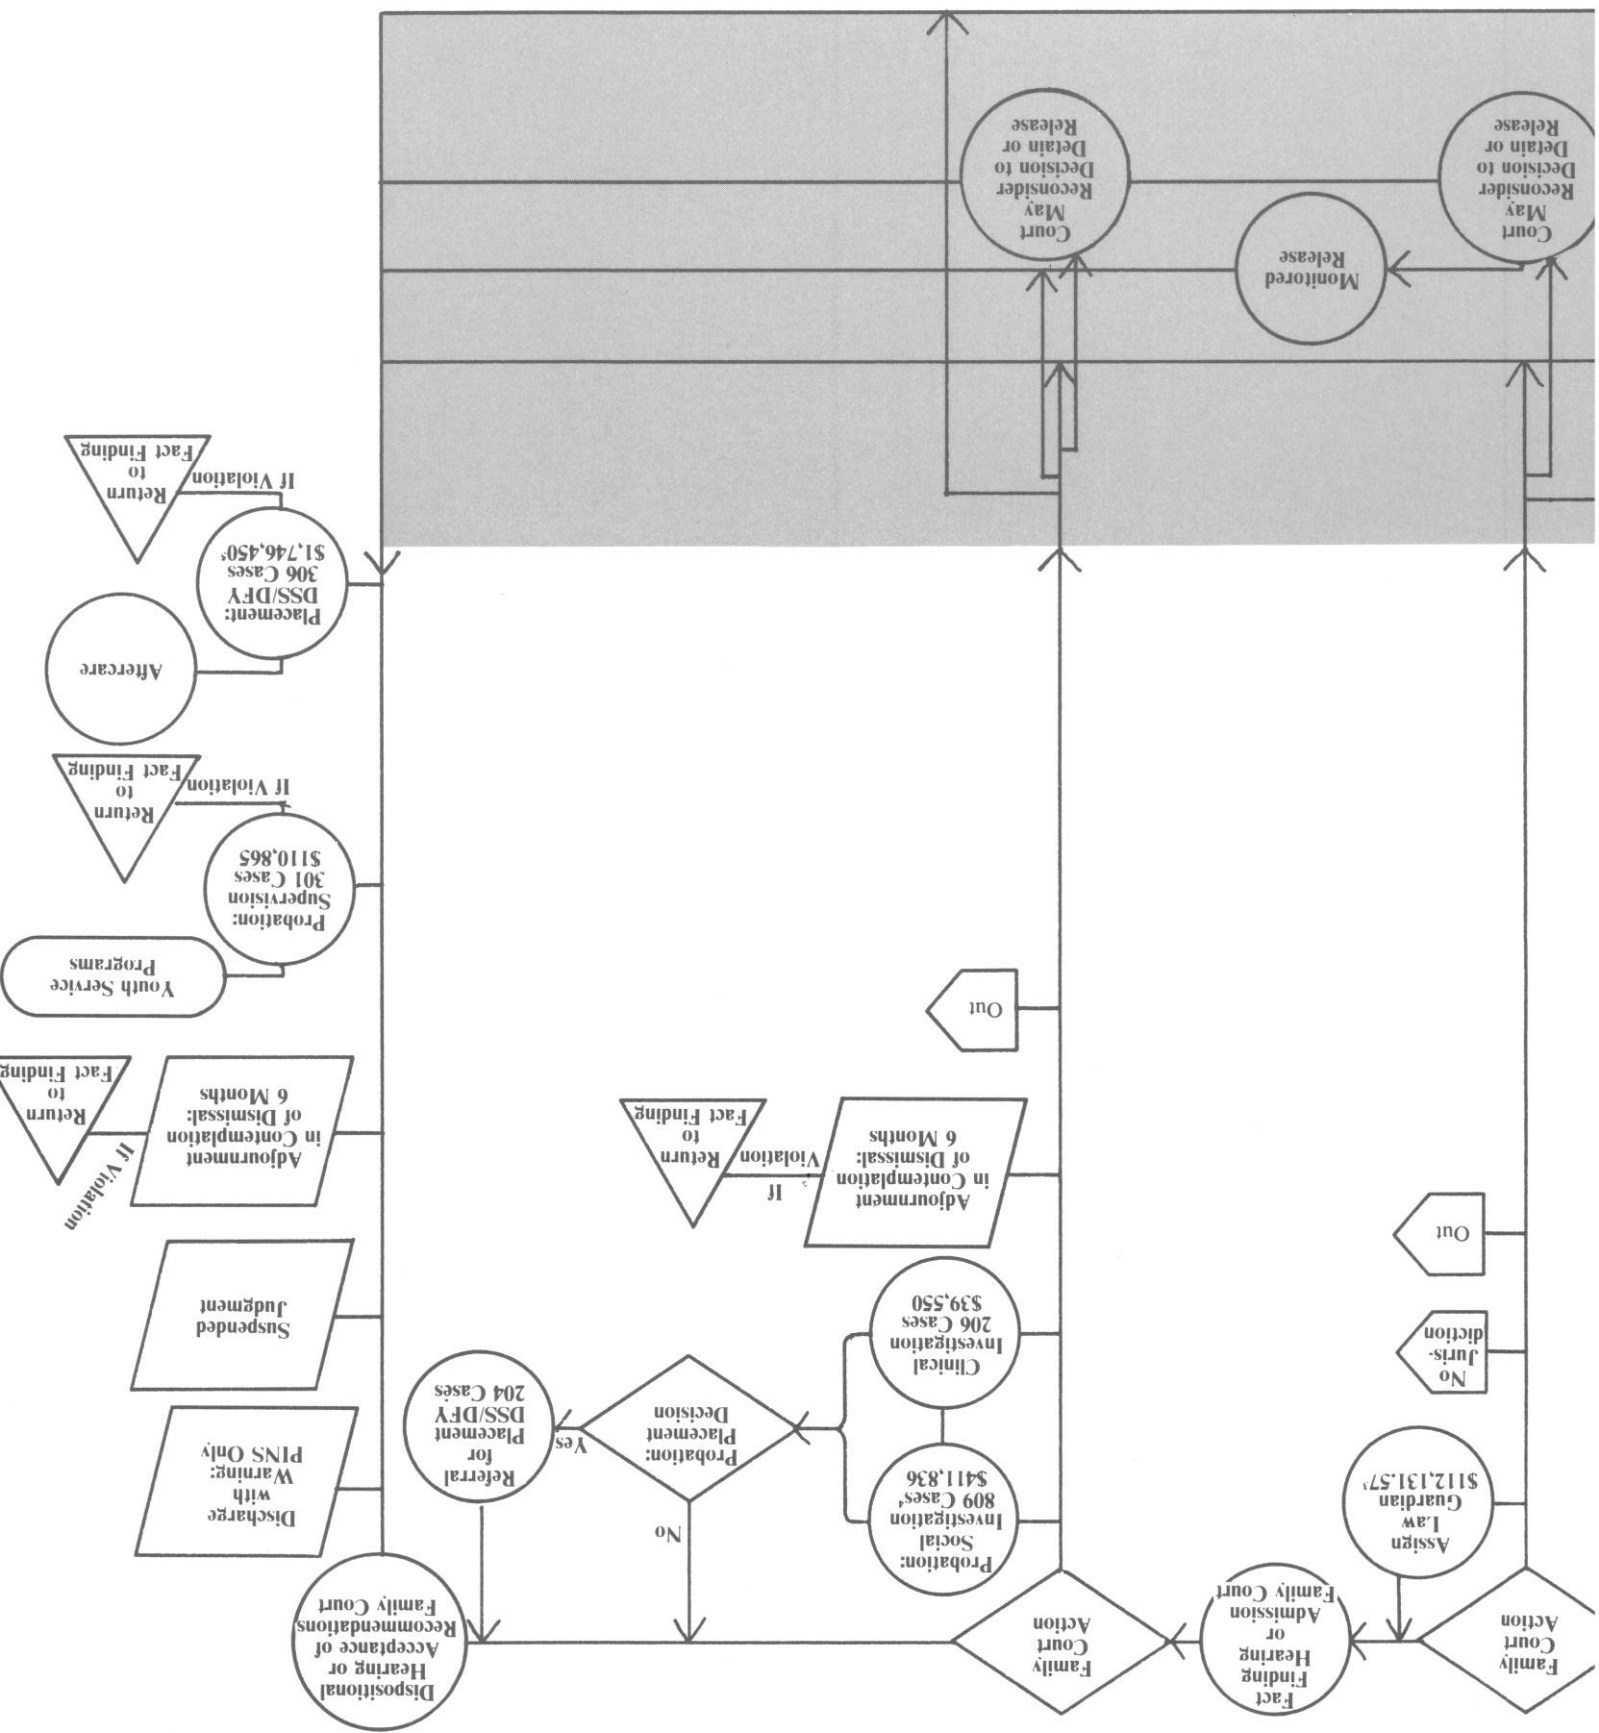 Family
Court
Action
Fact
Finding
Hearing
or
Admission
Family Court
Family
Court
Action
Dispositional
Hearing or
Acceptance of
Recommendations
Family Court
Assign
Law
Guardian
$112,131.57³
No
Juris-
diction
Out
Probation:
Social
Investigation
809 Cases⁴
$411,836
Clinical
Investigation
206 Cases
$39,550
Probation:
Placement
Decision
No
Yes
Referral
for
Placement
DSS/DFY
204 Cases
Adjournment
in Contemplation
of Dismissal:
6 Months
If
Violation
Return
to
Fact Finding
Out
Discharge
with
Warning:
PINS Only
Suspended
Judgment
Adjournment
in Contemplation
of Dismissal:
6 Months
If Violation
Return
to
Fact Finding
Youth Service
Programs
Probation:
Supervision
301 Cases
$110,865
If Violation
Return
to
Fact Finding
Aftercare
Placement:
DSS/DFY
306 Cases
$1,746,450⁵
If Violation
Return
to
Fact Finding
Court
May
Reconsider
Decision to
Detain or
Release
Monitored
Release
Court
May
Reconsider
Decision to
Detain or
Release